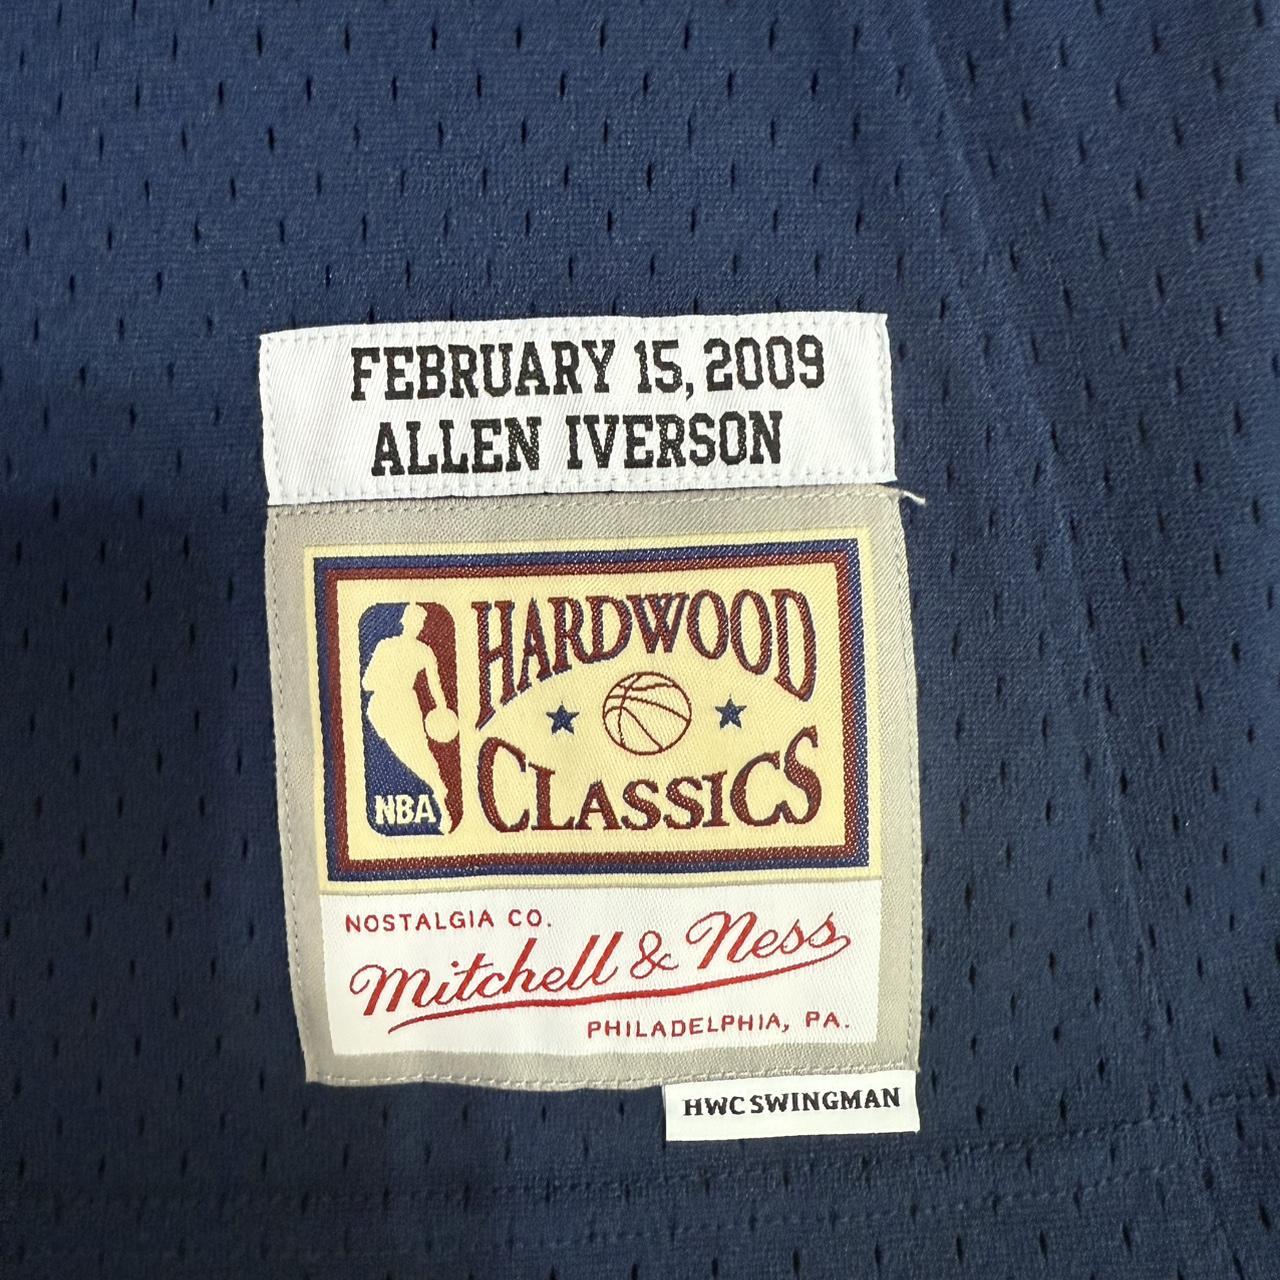 FEBRUARY 15, 2009
ALLEN IVERSON
HARDWOOD
CLASSICS
NBA
NOSTALGIA CO.
Mitchell & Ness
PHILADELPHIA, PA.
HWC SWINGMAN